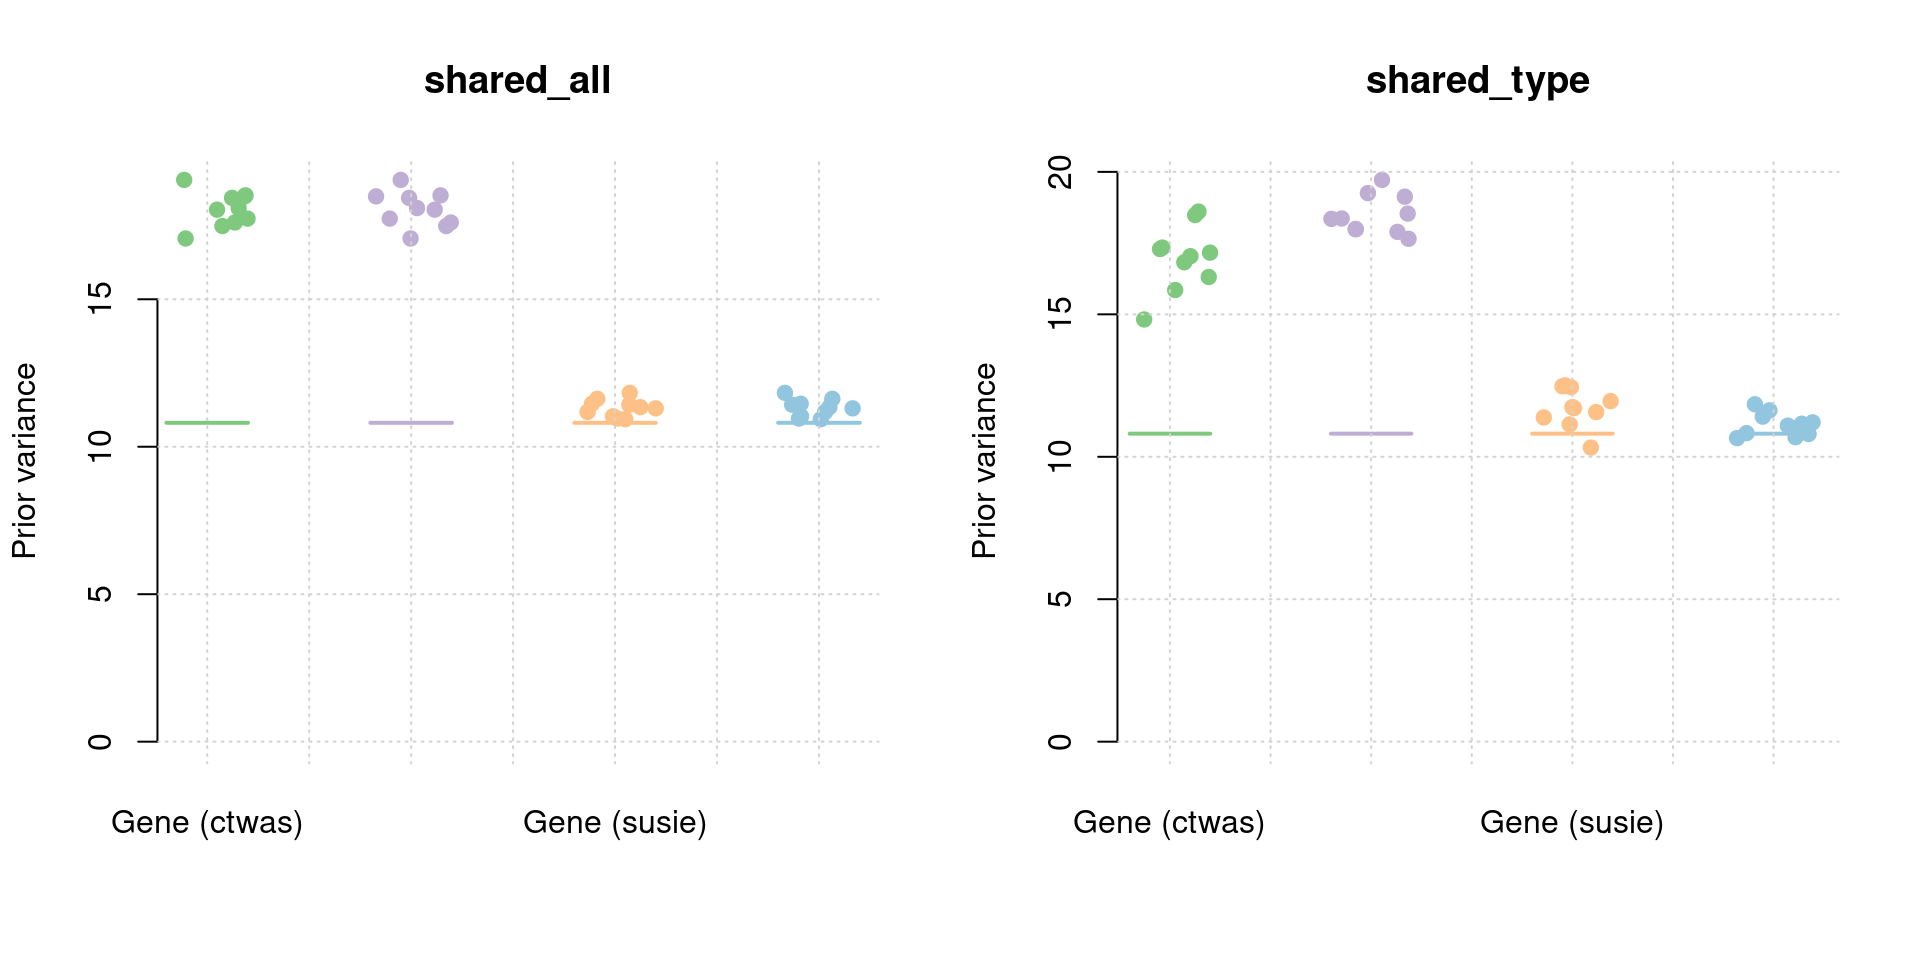 shared_all
Prior variance
15
10
5
0
Gene (ctwas)
Gene (susie)
shared_type
Prior variance
20
15
10
5
0
Gene (ctwas)
Gene (susie)